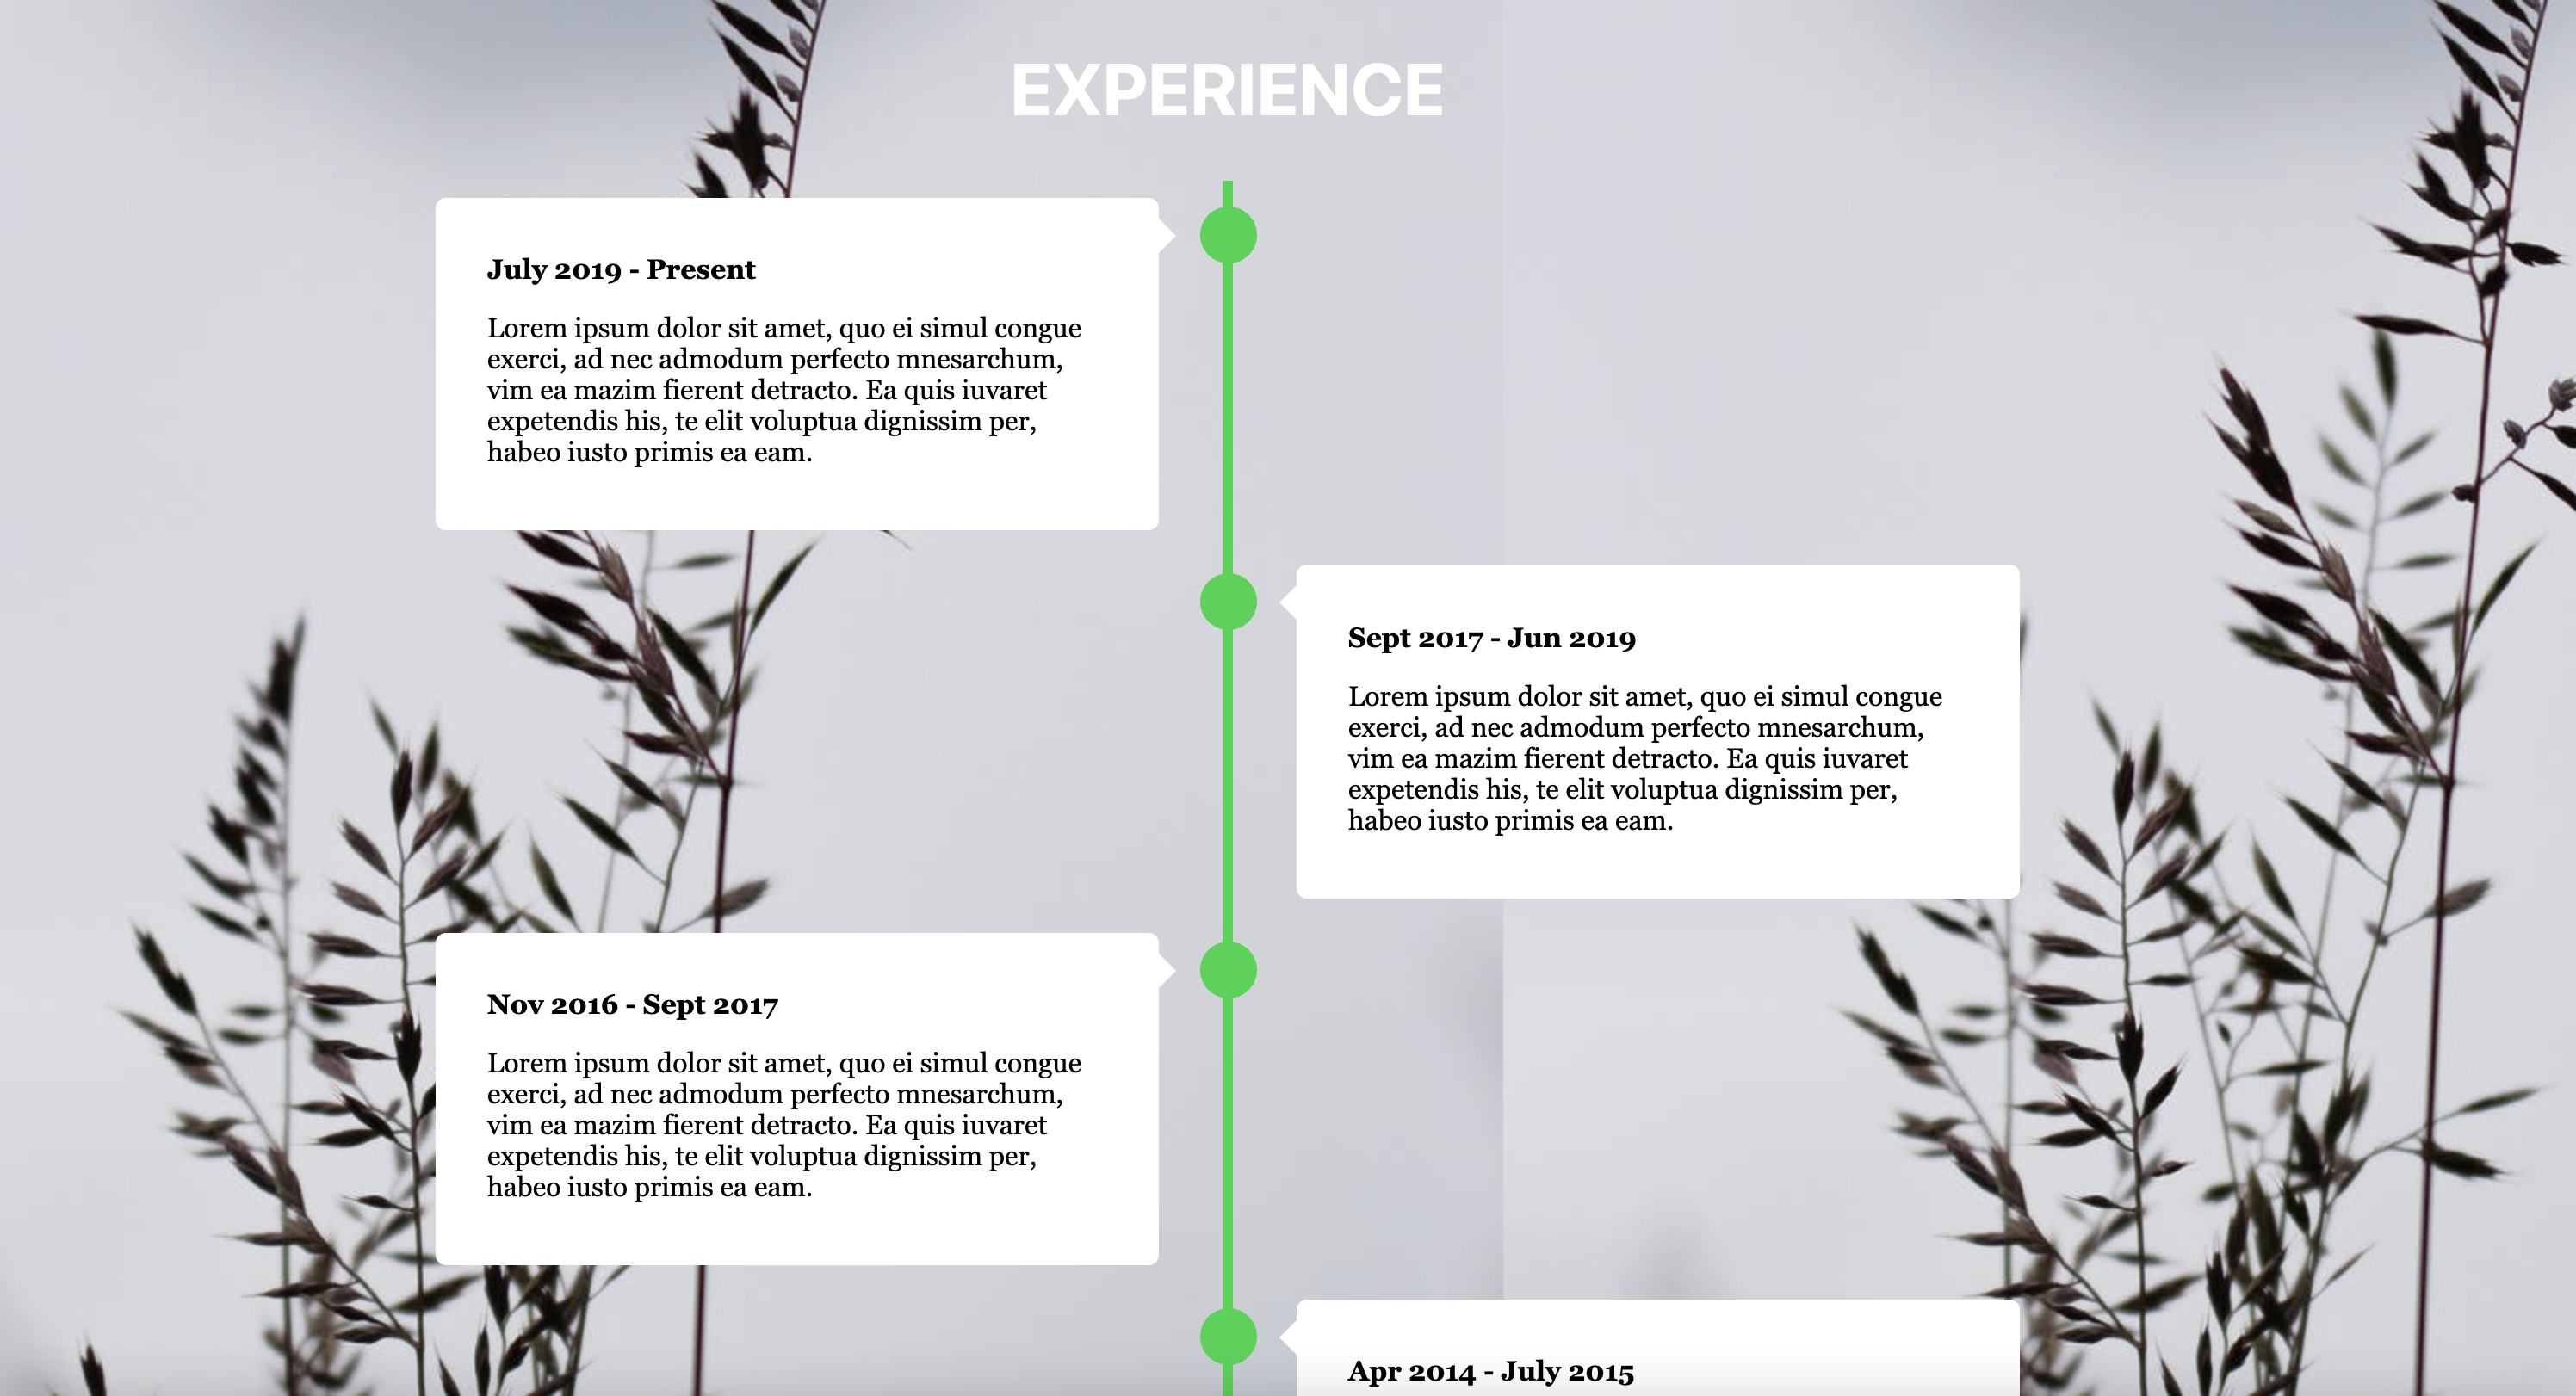 EXPERIENCE
July 2019 - Present
Lorem ipsum dolor sit amet, quo ei simul congue
exerci, ad nec admodum perfecto mnesarchum,
vim ea mazim fierent detracto. Ea quis iuvaret
expetendis his, te elit voluptua dignissim per,
habeo iusto primis ea eam.
Sept 2017 - Jun 2019
Lorem ipsum dolor sit amet, quo ei simul congue
exerci, ad nec admodum perfecto mnesarchum,
vim ea mazim fierent detracto. Ea quis iuvaret
expetendis his, te elit voluptua dignissim per,
habeo iusto primis ea eam.
Nov 2016 - Sept 2017
Lorem ipsum dolor sit amet, quo ei simul congue
exerci, ad nec admodum perfecto mnesarchum,
vim ea mazim fierent detracto. Ea quis iuvaret
expetendis his, te elit voluptua dignissim per,
habeo iusto primis ea eam.
Apr 2014 - July 2015